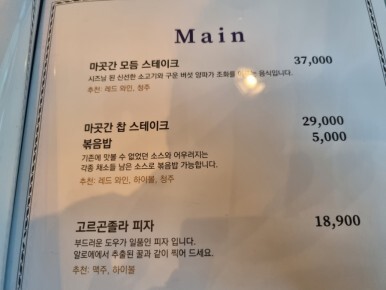 Main
마곳간 모듬 스테이크 37,000
시즈닝 된 신선한 소고기와 구운 버섯 양파가 조화를 음식입니다.
추천: 레드 와인, 청주
마곳간 찹 스테이크 29,000
볶음밥 5,000
기존에 맛볼 수 없었던 소스와 어우러지는
각종 채소들 남은 소스로 볶음밥 가능합니다.
추천: 레드 와인, 하이볼, 청주
고르곤졸라 피자 18,900
부드러운 도우가 일품인 피자 입니다.
알로에에서 추출된 꿀과 같이 찍어 드세요.
추천: 맥주, 하이볼